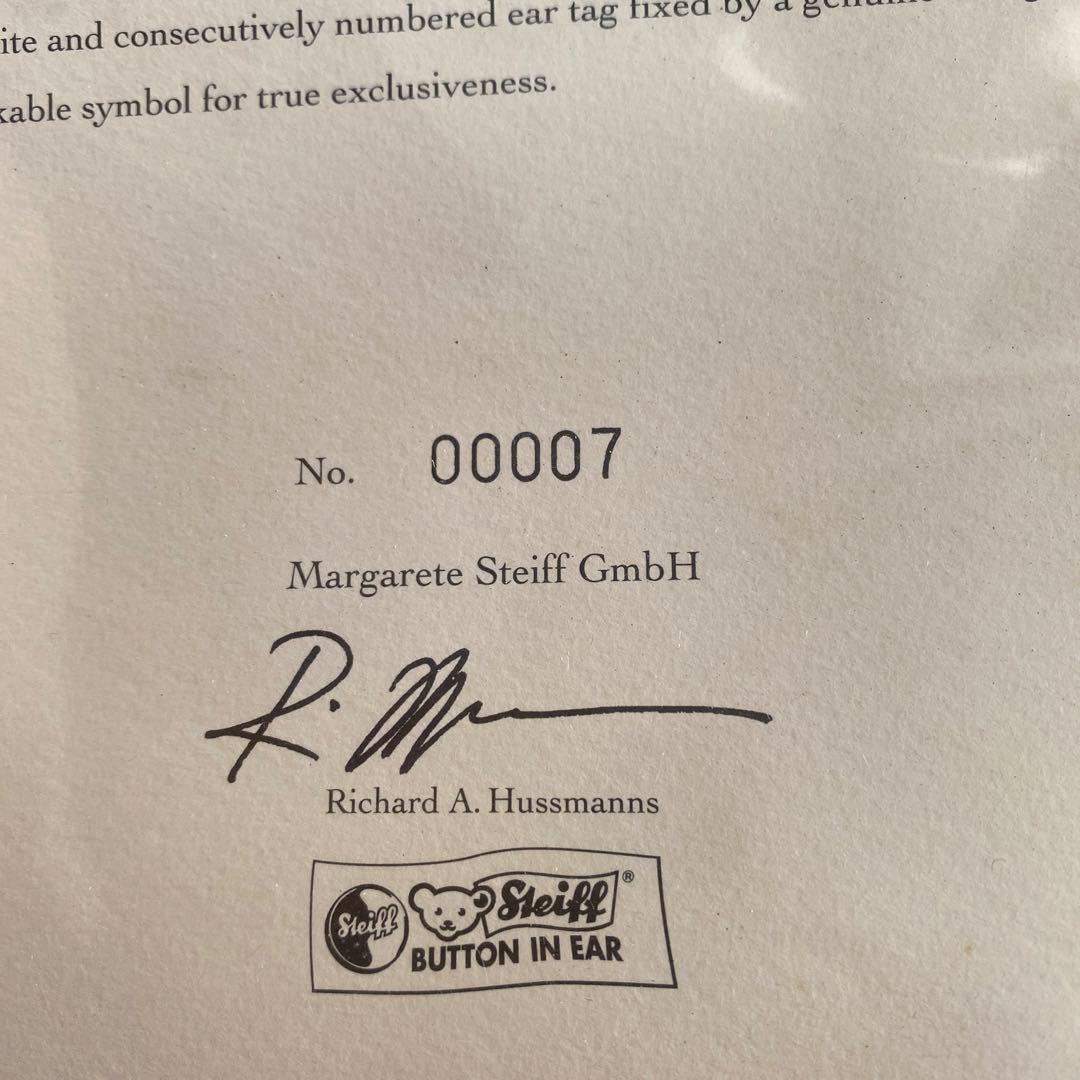 and consecutively numbered ear tag fixed by a
symbol for true exclusiveness.
No. 00007
Margarete Steiff GmbH
Richard A. Hussmanns
Steiff
Steiff ®
BUTTON IN EAR